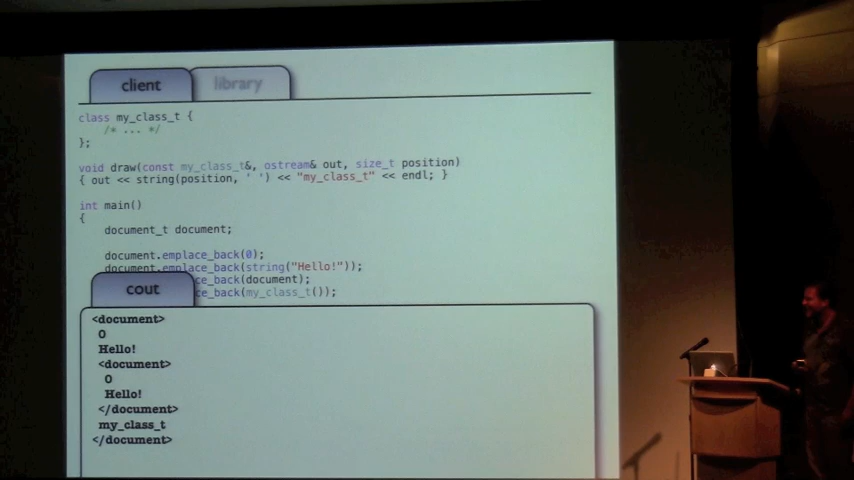 client library
class my_class_t {
/* ... */
};
void draw(const my_class_t&, ostream& out, size_t position)
{ out << string(position, ' ') << "my_class_t" << endl; }
int main()
{
document_t document;
document.emplace_back(0);
document.emplace_back(string("Hello!"));
ce_back(document);
ce_back(my_class_t());
cout
<document>
0
Hello!
<document>
0
Hello!
</document>
my_class_t
</document>